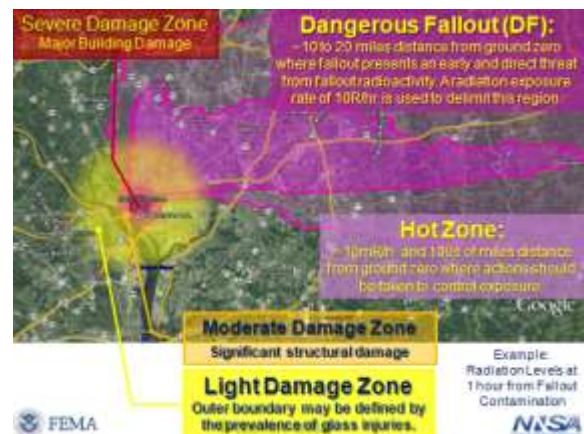 Severe Damage Zone
Major Building Damage
Dangerous Fallout (DF):
~10 to 20 miles distance from ground zero
where fallout presents an early and direct threat
from fallout radioactivity. A radiation exposure
rate of 10R/hr is used to delimit this region
Hot Zone:
~10mR/h and 100s of miles distance
from ground zero where actions should
be taken to control exposure
Google
Moderate Damage Zone
Significant structural damage
Light Damage Zone
Outer boundary may be defined by
the prevalence of glass injuries.
Example:
Radiation Levels at
1 hour from Fallout
Contamination
FEMA
NNSA